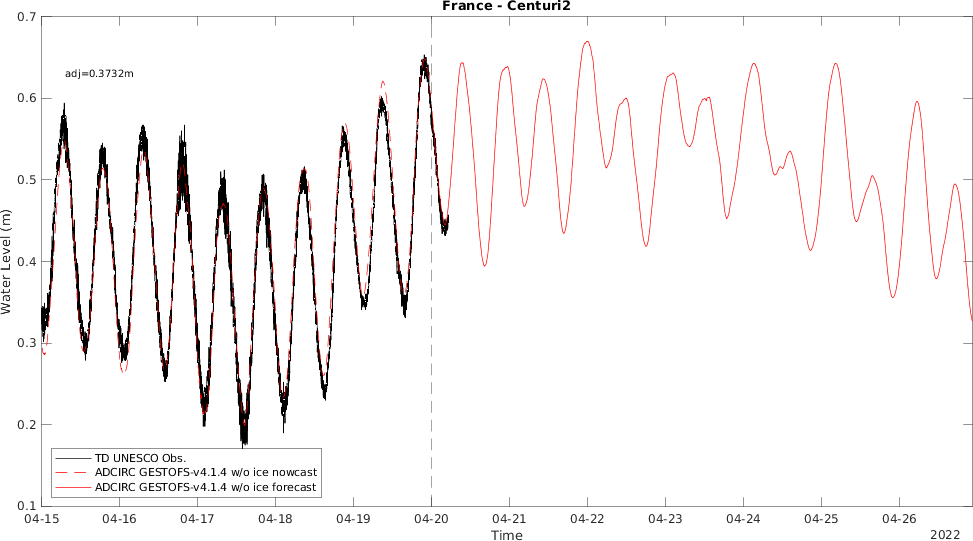 France - Centuri2
0.7
0.6
0.5
0.4
0.3
0.2
0.1
Water Level (m)
adj=0.3732m
TD UNESCO Obs.
ADCIRC GESTOFS-v4.1.4 w/o ice nowcast
ADCIRC GESTOFS-v4.1.4 w/o ice forecast
04-15 04-16 04-17 04-18 04-19 04-20 04-21 04-22 04-23 04-24 04-25 04-26
Time
2022